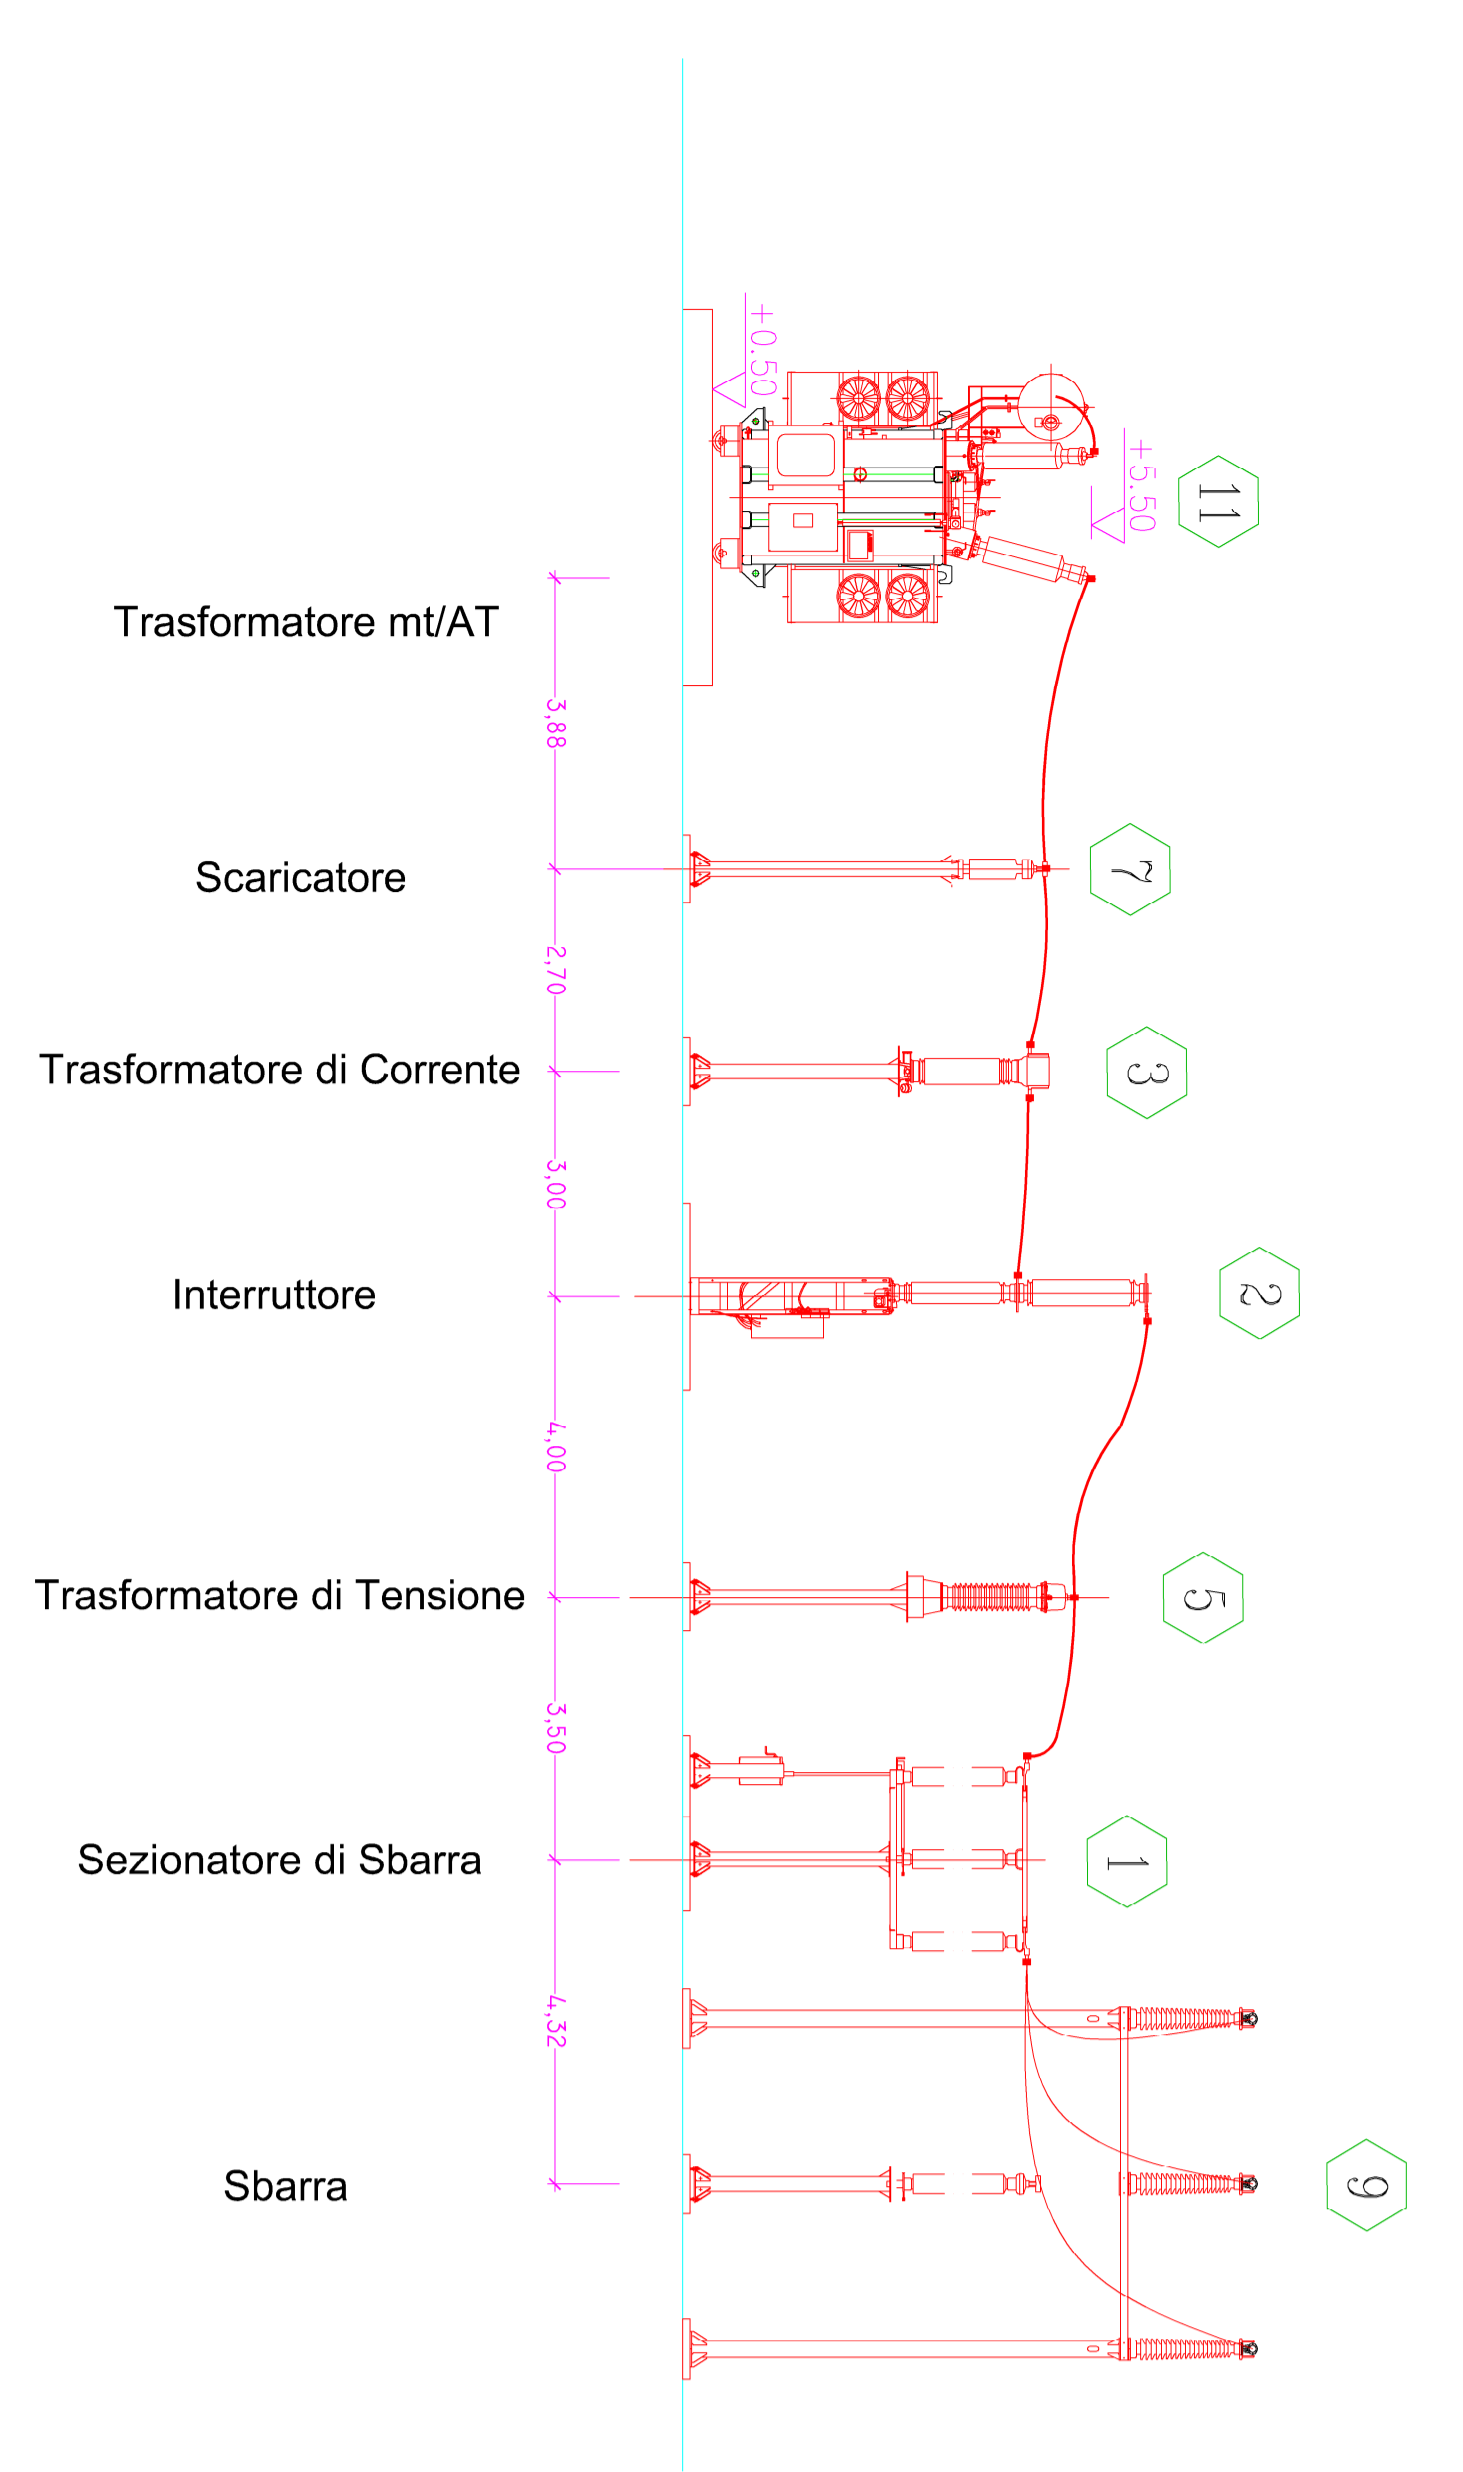 +0.50
+5.50
11
Trasformatore mt/AT
3,88
Scaricatore
7
2,70
Trasformatore di Corrente
3
3,00
Interruttore
2
4,00
Trasformatore di Tensione
5
3,50
Sezionatore di Sbarra
1
4,32
Sbarra
9